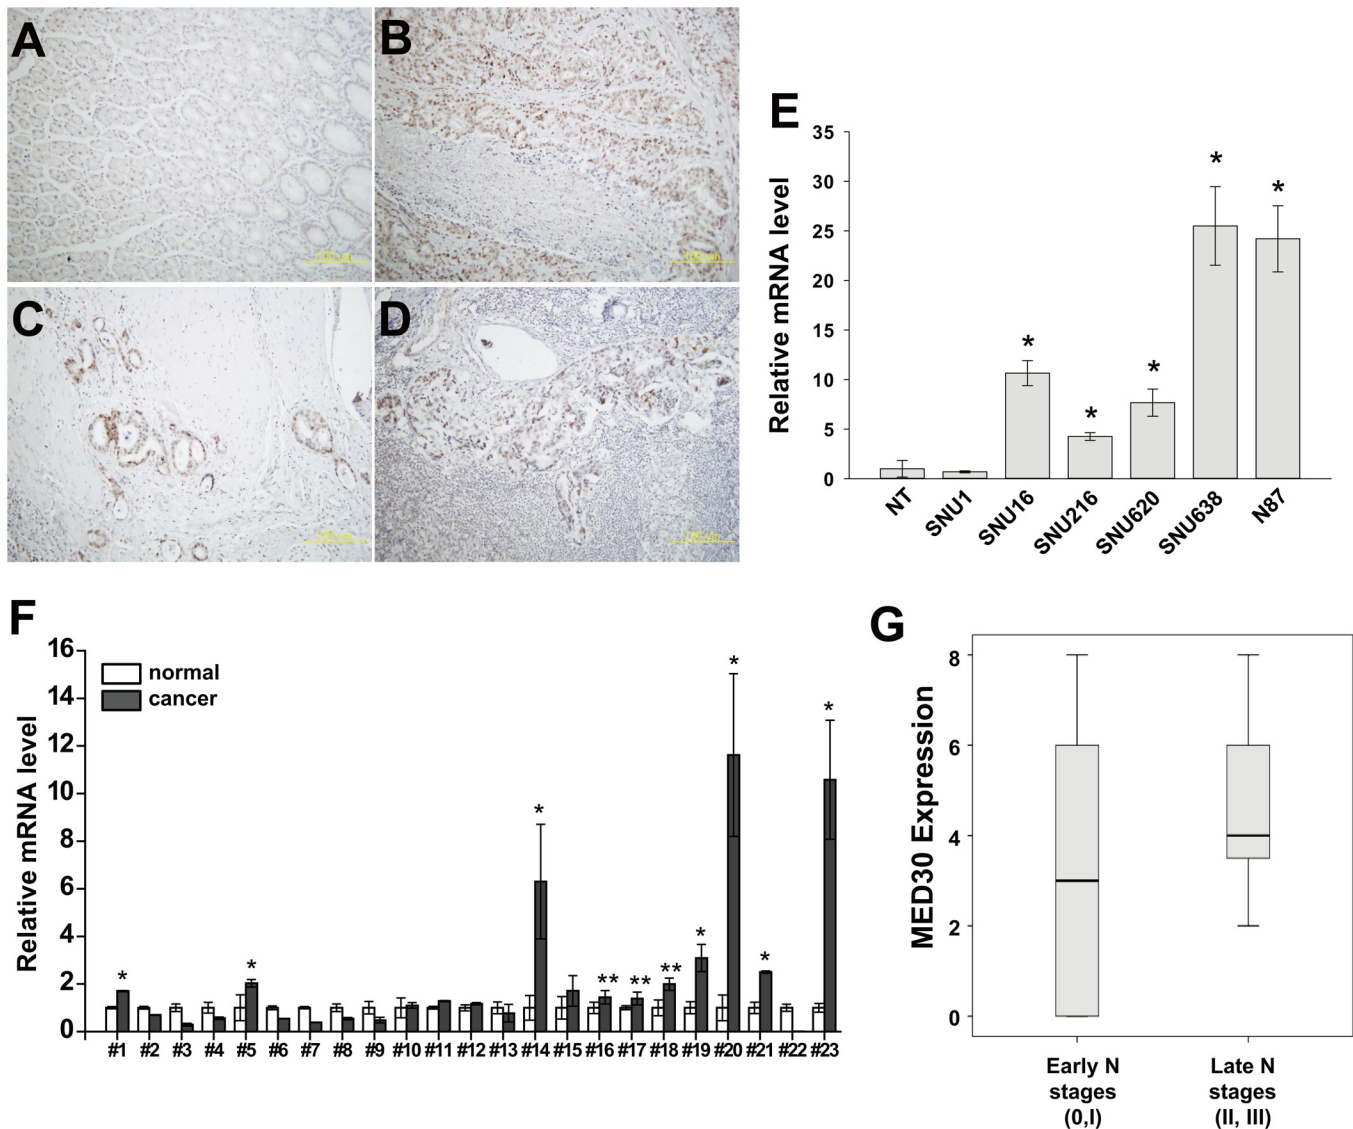 A
B
C
D
E
Relative mRNA level
35
30
25
20
15
10
5
0
*
*
*
*
*
*
NT
SNU1
SNU16
SNU216
SNU620
SNU638
N87
F
Relative mRNA level
16
14
12
10
8
6
4
2
0
normal
cancer
*
*
*
*
**
**
**
*
*
*
*
#1
#2
#3
#4
#5
#6
#7
#8
#9
#10
#11
#12
#13
#14
#15
#16
#17
#18
#19
#20
#21
#22
#23
G
MED30 Expression
8
6
4
2
0
Early N
stages
(0,I)
Late N
stages
(II, III)